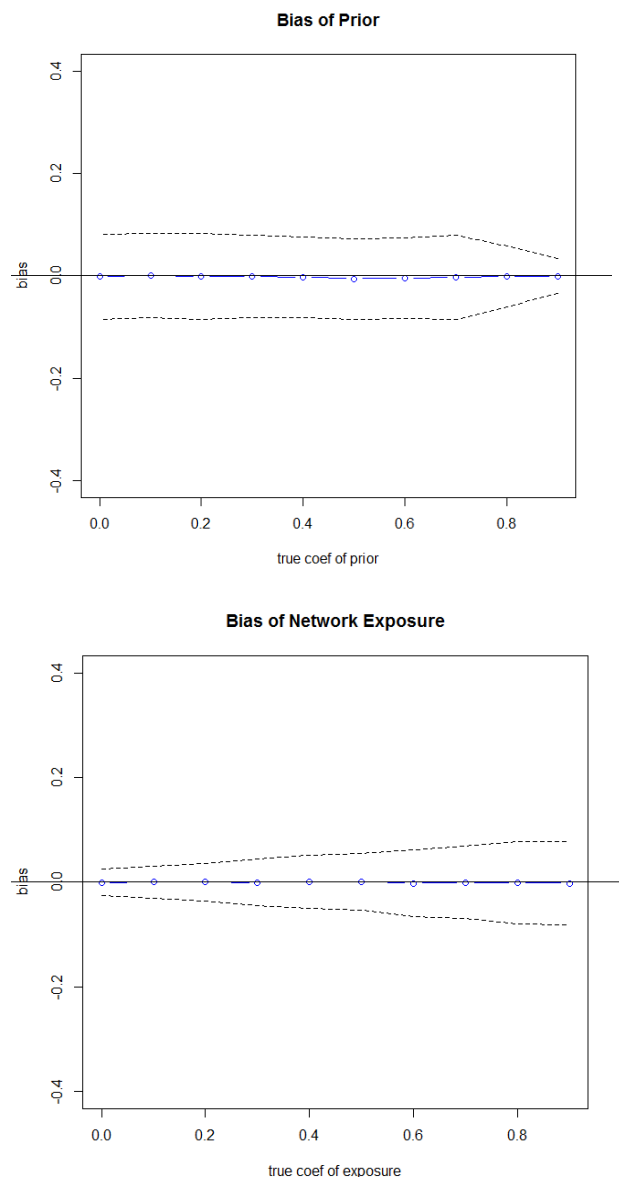 Bias of Prior
0.4
0.2
0.0
-0.2
-0.4
bias
0.0 0.2 0.4 0.6 0.8
true coef of prior
Bias of Network Exposure
0.4
0.2
0.0
-0.2
-0.4
bias
0.0 0.2 0.4 0.6 0.8
true coef of exposure